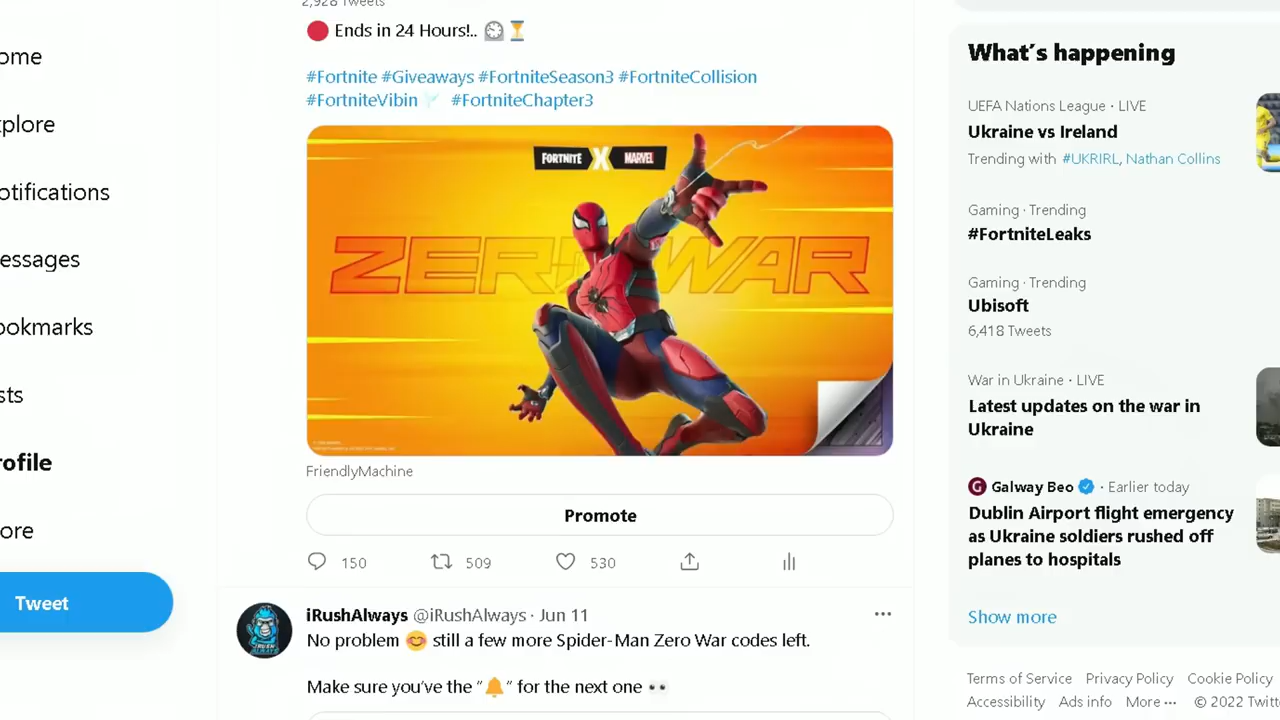 2,928 Tweets
ome
xplore
otifications
essages
ookmarks
sts
rofile
ore
Tweet
Ends in 24 Hours!..
#Fortnite #Giveaways #FortniteSeason3 #FortniteCollision
#FortniteVibin #FortniteChapter3
FORTNITE X MARVEL
ZERO WAR
FriendlyMachine
Promote
150 509 530
iRushAlways @iRushAlways · Jun 11
No problem 😊 still a few more Spider-Man Zero War codes left.
Make sure you've the "🔔" for the next one 👀
What's happening
UEFA Nations League · LIVE
Ukraine vs Ireland
Trending with #UKRIRL, Nathan Collins
Gaming · Trending
#FortniteLeaks
Gaming · Trending
Ubisoft
6,418 Tweets
War in Ukraine · LIVE
Latest updates on the war in
Ukraine
Galway Beo · Earlier today
Dublin Airport flight emergency
as Ukraine soldiers rushed off
planes to hospitals
Show more
Terms of Service Privacy Policy Cookie Policy
Accessibility Ads info More ··· © 2022 Twitt